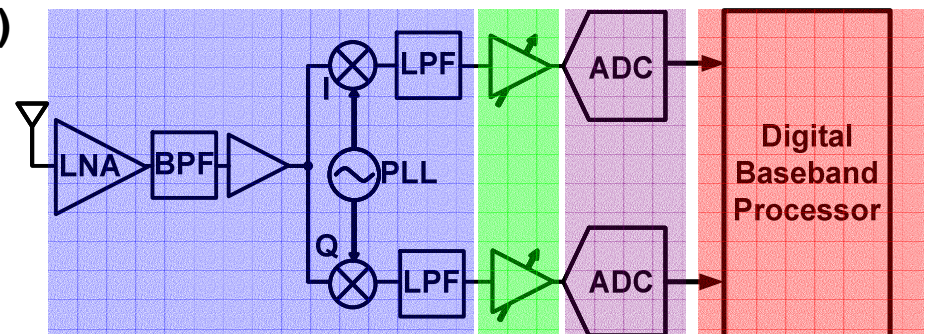 )
LPF
ADC
I
LNA
BPF
PLL
Digital
Baseband
Processor
Q
LPF
ADC